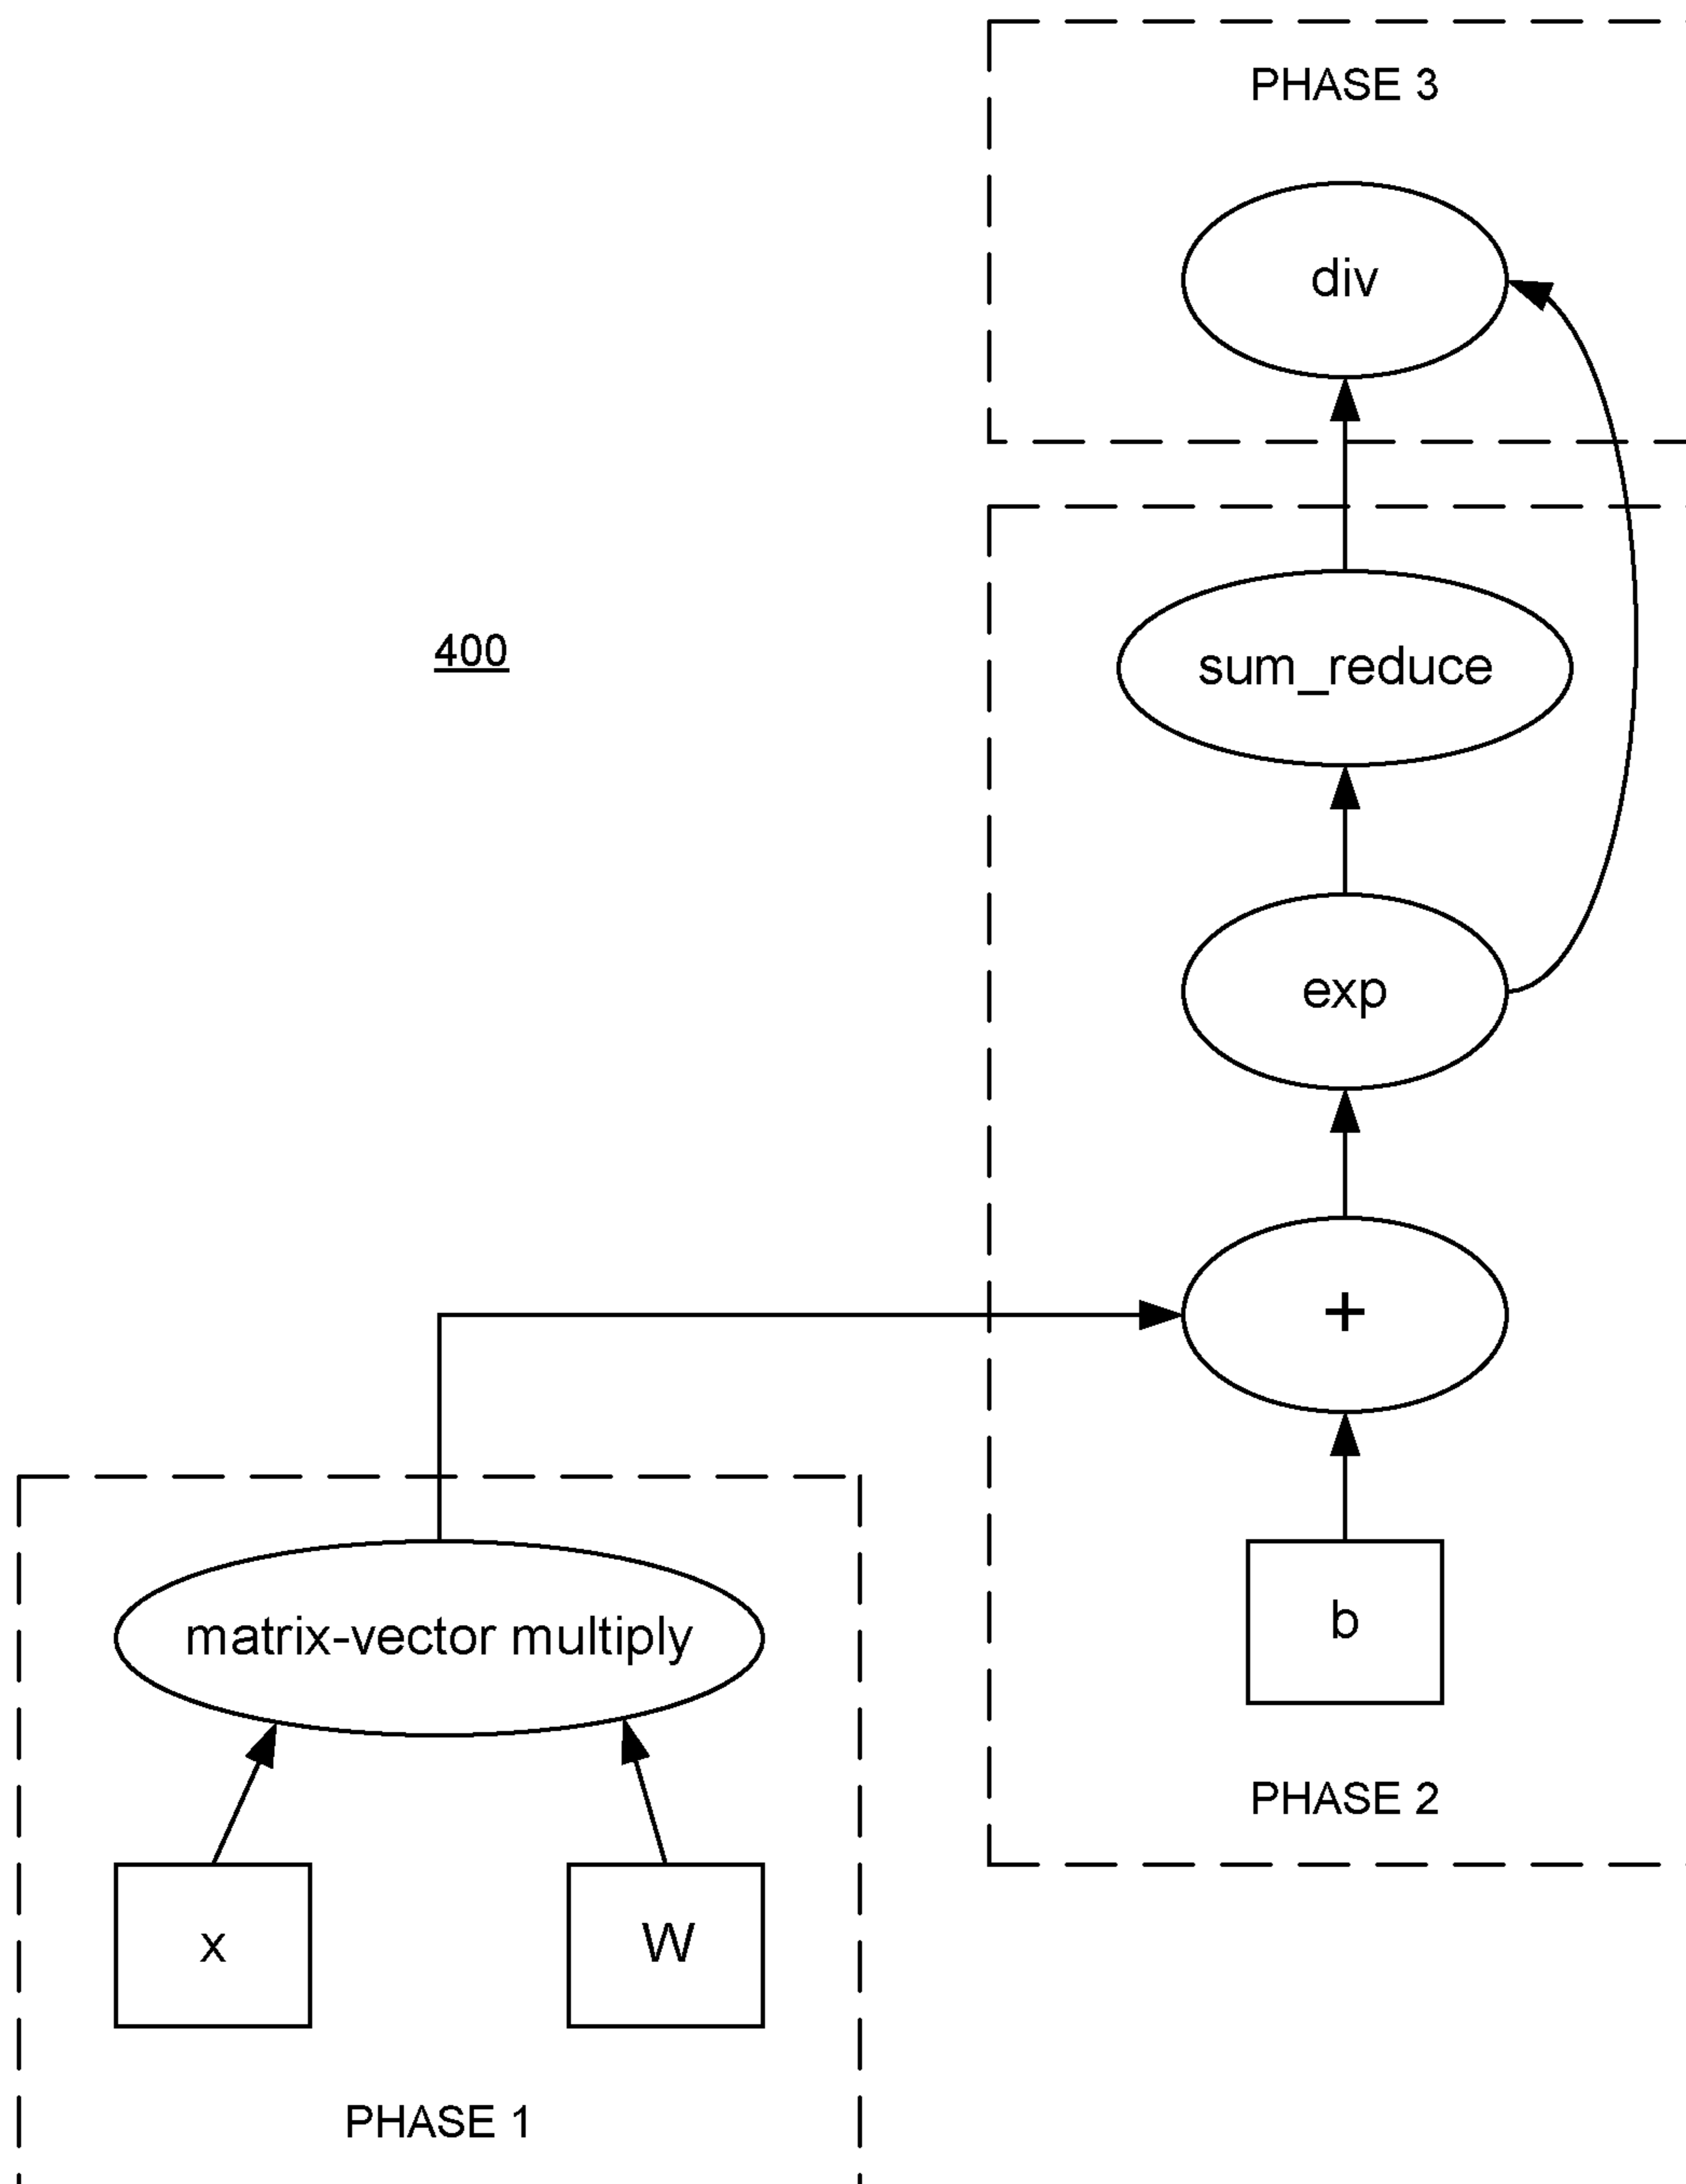 PHASE 3
div
400
sum_reduce
exp
+
matrix-vector multiply
b
x
W
PHASE 2
PHASE 1